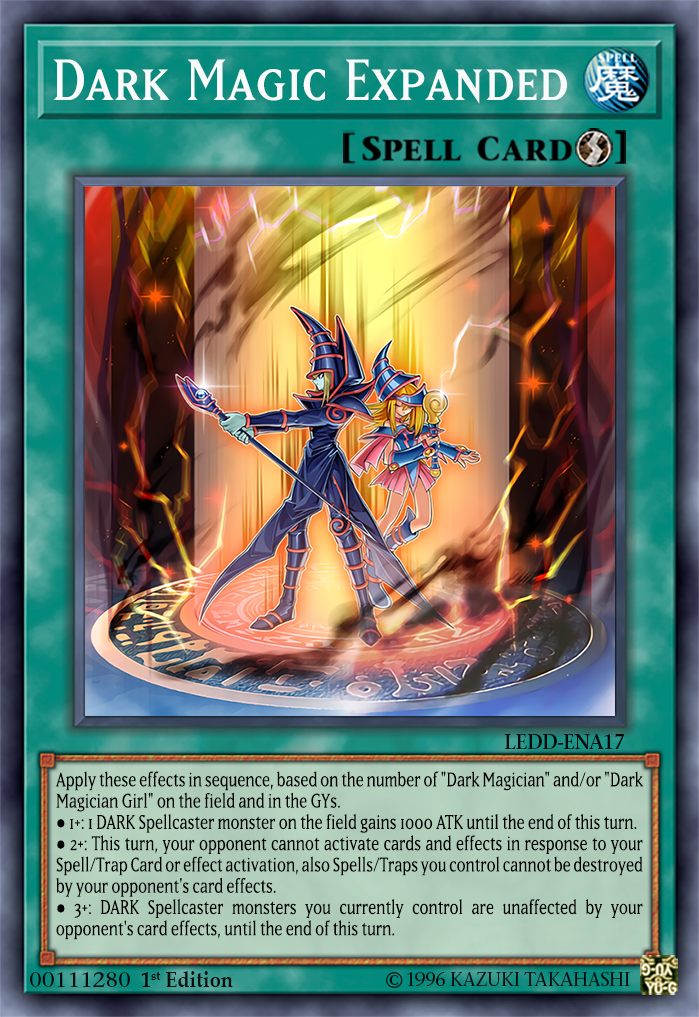 Dark Magic Expanded
SPELL
魔
[Spell Card]
LEDD-ENA17
Apply these effects in sequence, based on the number of "Dark Magician" and/or "Dark
Magician Girl" on the field and in the GYs.
● 1+: 1 DARK Spellcaster monster on the field gains 1000 ATK until the end of this turn.
● 2+: This turn, your opponent cannot activate cards and effects in response to your
Spell/Trap Card or effect activation, also Spells/Traps you control cannot be destroyed
by your opponent's card effects.
● 3+: DARK Spellcaster monsters you currently control are unaffected by your
opponent's card effects, until the end of this turn.
00111280 1st Edition © 1996 KAZUKI TAKAHASHI